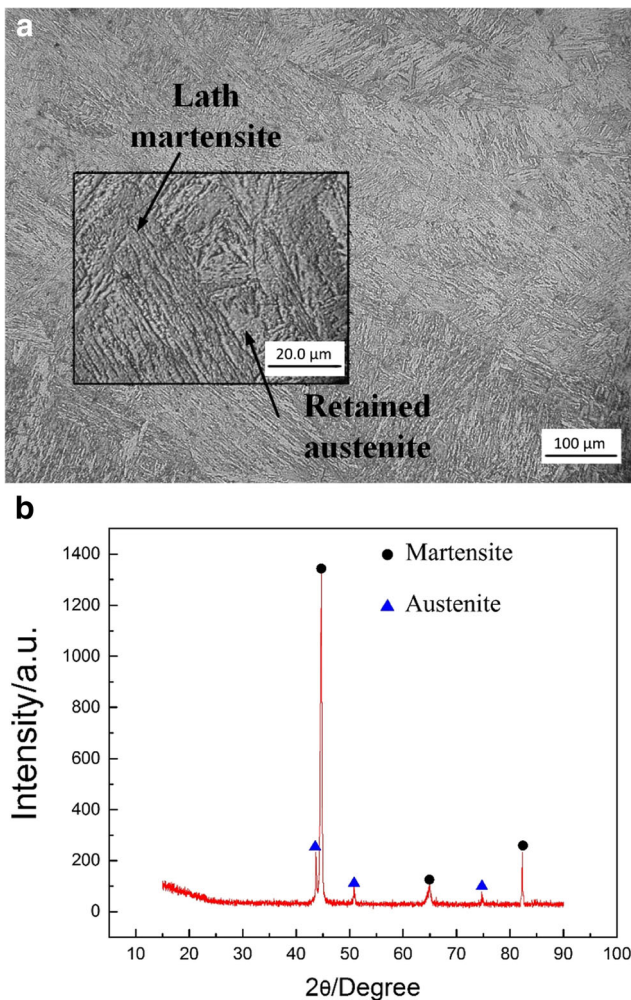 a
Lath
martensite
20.0 μm
Retained
austenite
100 μm
b
1400
1200
1000
800
600
400
200
0
Martensite
Austenite
Intensity/a.u.
10 20 30 40 50 60 70 80 90 100
2θ/Degree